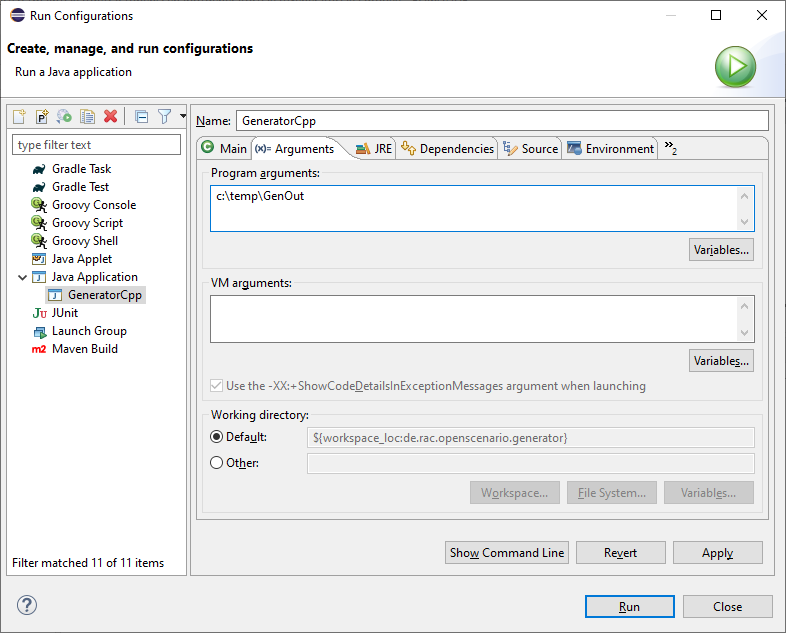 Run Configurations
Create, manage, and run configurations
Run a Java application
P
type filter text
Gradle Task
Gradle Test
Groovy Console
Groovy Script
Groovy Shell
Java Applet
Java Application
J GeneratorCpp
Ju JUnit
Launch Group
m2 Maven Build
Filter matched 11 of 11 items
Name: GeneratorCpp
Main (x)= Arguments JRE Dependencies Source Environment »2
Program arguments:
c:\temp\GenOut
Variables...
VM arguments:
Variables...
Use the -XX:+ShowCodeDetailsInExceptionMessages argument when launching
Working directory:
Default: ${workspace_loc:de.rac.openscenario.generator}
Other:
Workspace... File System... Variables...
Show Command Line Revert Apply
? Run Close